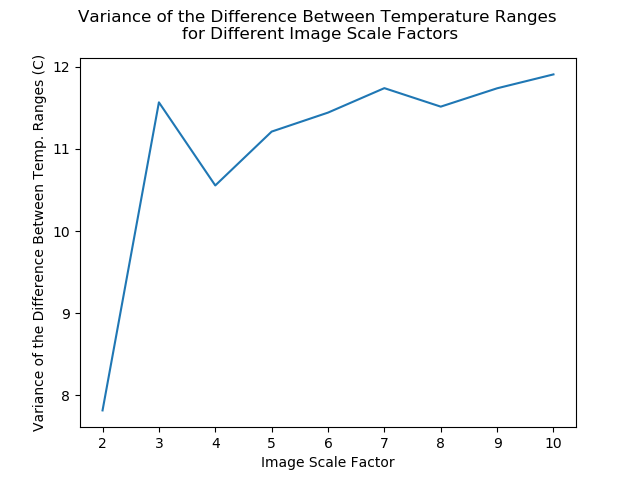 Variance of the Difference Between Temperature Ranges
for Different Image Scale Factors
Variance of the Difference Between Temp. Ranges (C)
12
11
10
9
8
2 3 4 5 6 7 8 9 10
Image Scale Factor